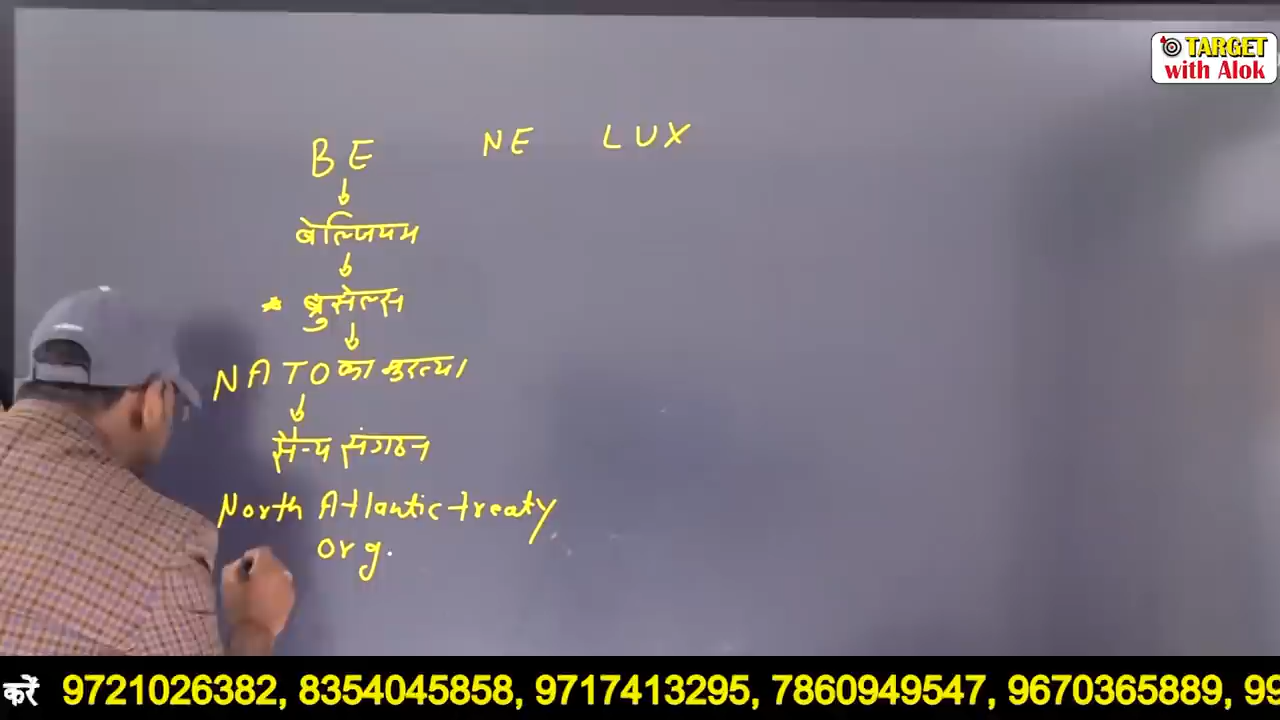 TARGET
with Alok
BE NE LUX
बेल्जियम
* ब्रुसेल्स
NATO का मुख्या।
सैन्य संगठन
North Atlantic treaty
Org.
करें 9721026382, 8354045858, 9717413295, 7860949547, 9670365889, 99